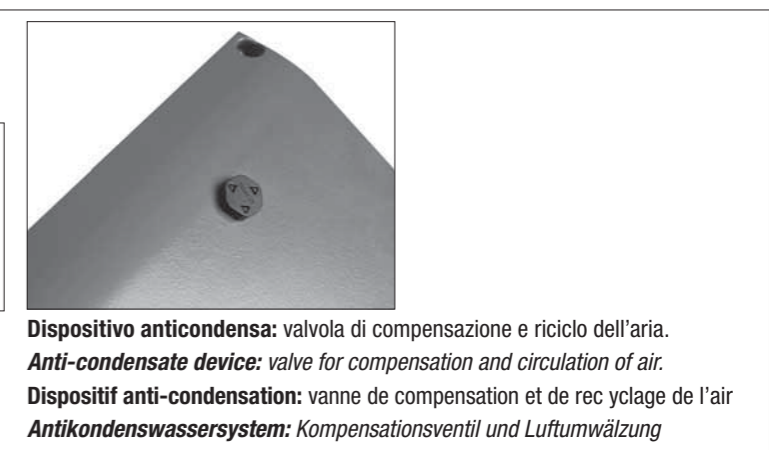 Dispositivo anticondensa: valvola di compensazione e riciclo dell’aria.
Anti-condensate device: valve for compensation and circulation of air.
Dispositif anti-condensation: vanne de compensation et de rec yclage de l’air
Antikondenswassersystem: Kompensationsventil und Luftumwälzung